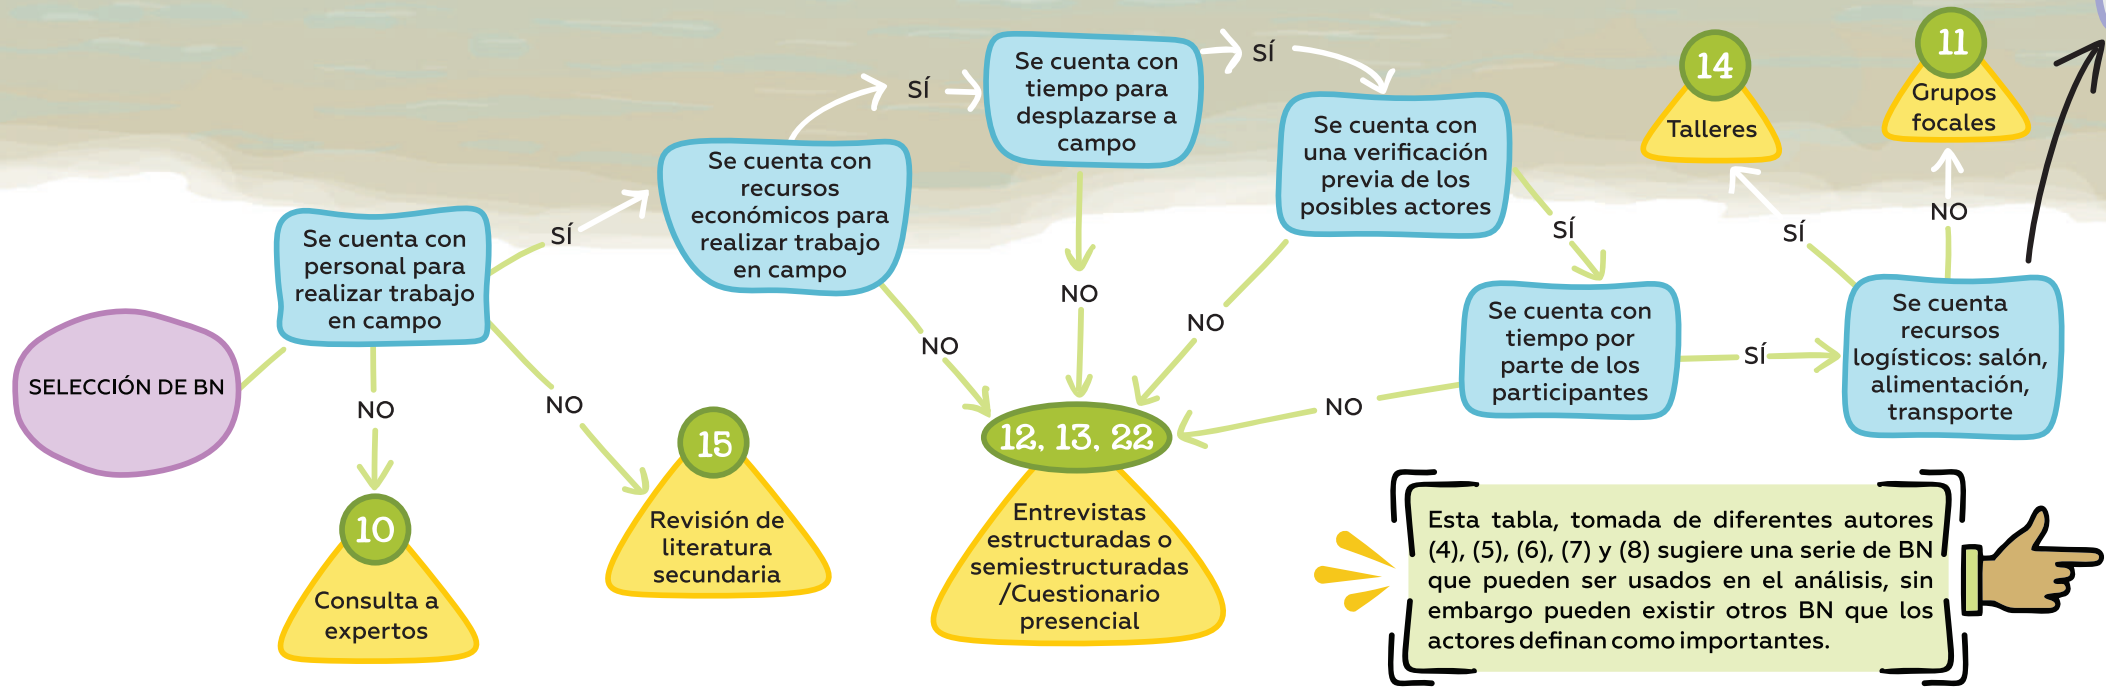 SELECCIÓN DE BN
Se cuenta con
personal para
realizar trabajo
en campo
SÍ
NO
NO
10
Consulta a
expertos
15
Revisión de
literatura
secundaria
Se cuenta con
recursos
económicos para
realizar trabajo
en campo
SÍ
NO
Se cuenta con
tiempo para
desplazarse a
campo
SÍ
NO
Se cuenta con
una verificación
previa de los
posibles actores
SÍ
NO
12, 13, 22
Entrevistas
estructuradas o
semiestructuradas
/Cuestionario
presencial
Se cuenta con
tiempo por
parte de los
participantes
NO
SÍ
Se cuenta
recursos
logísticos: salón,
alimentación,
transporte
SÍ
NO
14
Talleres
11
Grupos
focales
Esta tabla, tomada de diferentes autores
(4), (5), (6), (7) y (8) sugiere una serie de BN
que pueden ser usados en el análisis, sin
embargo pueden existir otros BN que los
actores definan como importantes.